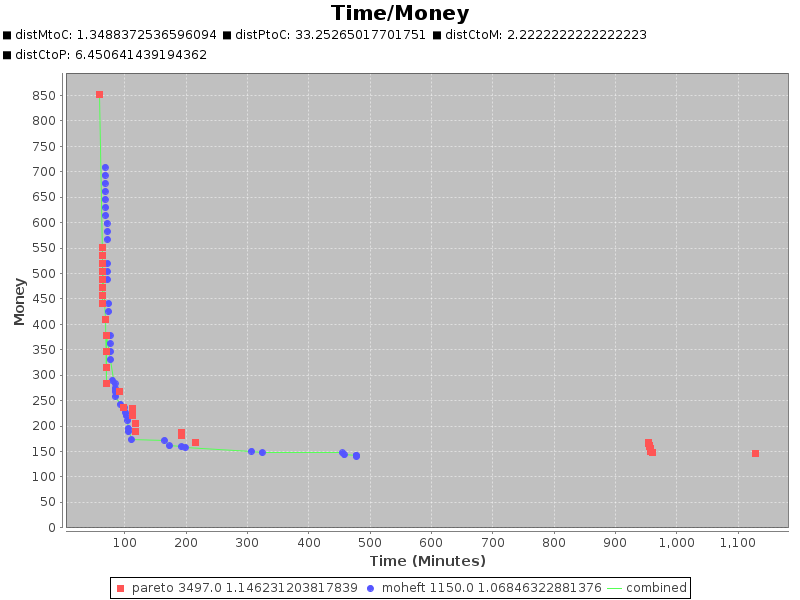 Time/Money
distMtoC: 1.3488372536596094 distPtoC: 33.25265017701751 distCtoM: 2.2222222222222223
distCtoP: 6.450641439194362
850
800
750
700
650
600
550
500
450
400
350
300
250
200
150
100
50
0
Money
100 200 300 400 500 600 700 800 900 1,000 1,100
Time (Minutes)
pareto 3497.0 1.146231203817839 moheft 1150.0 1.06846322881376 combined